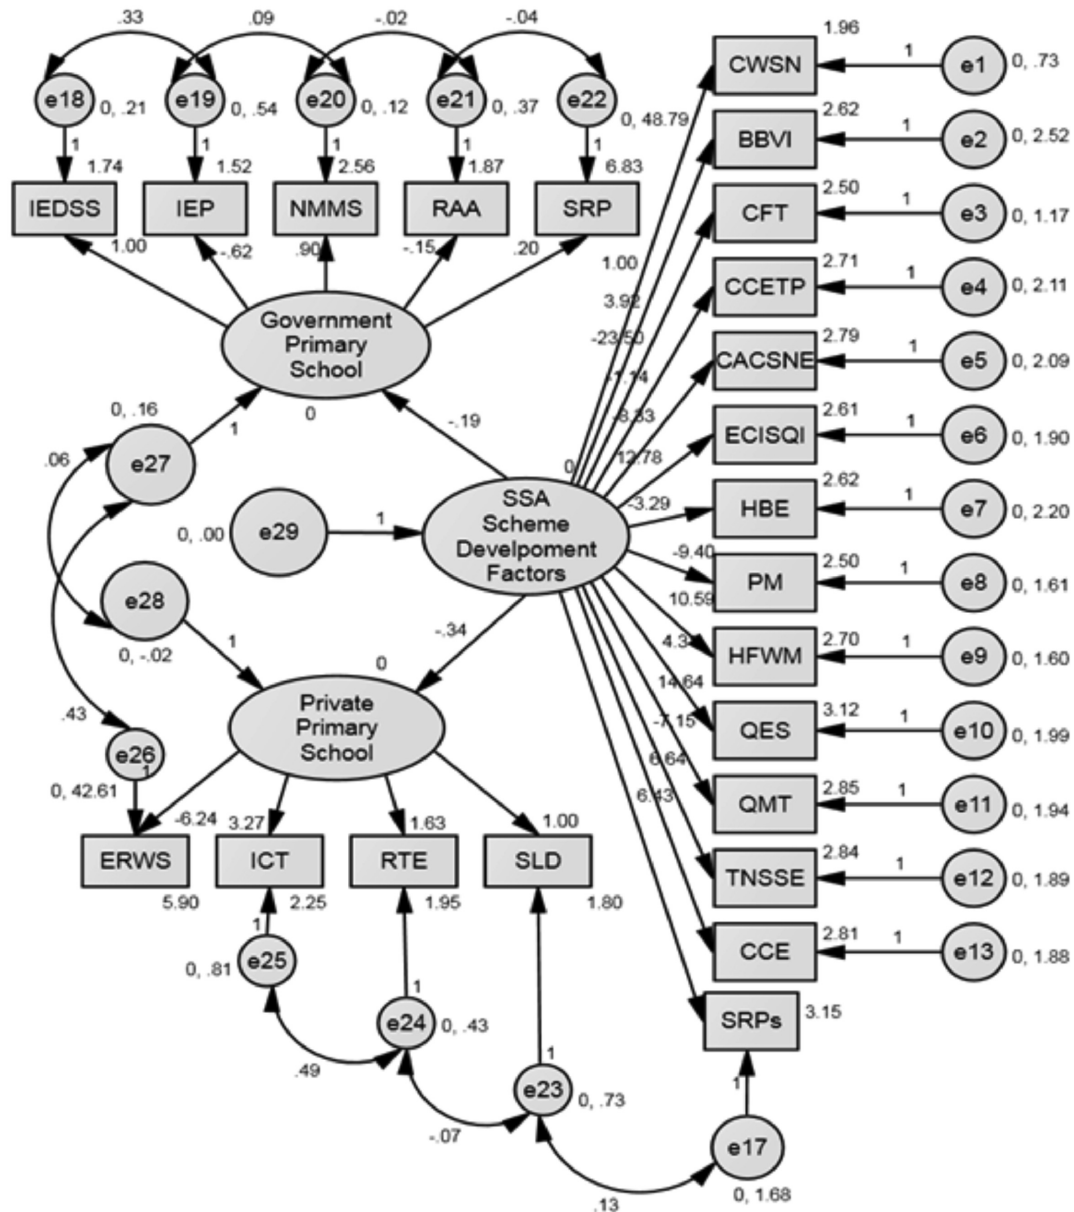 .33 .09 -.02 -.04
e18 0, .21
e19 0, .54
e20 0, .12
e21 0, .37
e22 0, 48.79
1 1 1 1 1
1.74 1.52 2.56 1.87 6.83
IEDSS IEP NMMS RAA SRP
1.00 -.62 .90 -.15 .20
Government
Primary
School
0
0, .16
e27
1
.06
-.19
0, .00
e29
1
0
SSA
Scheme
Develpoment
Factors
e28
0, -.02
1
-.34
0
Private
Primary
School
.43
e26
1
0, 42.61
-6.24 3.27 1.63 1.00
ERWS ICT RTE SLD
5.90 2.25 1.95 1.80
1
0, .81 e25
1
e24 0, .43
.49
1
e23 0, .73
-.07
.13
1.00
3.92
-23.50
-1.14
-8.33
12.78
-3.29
-9.40
10.59
14.64
-7.15
6.64
6.43
1.96
CWSN 1 e1 0, .73
2.62
BBVI 1 e2 0, 2.52
2.50
CFT 1 e3 0, 1.17
2.71
CCETP 1 e4 0, 2.11
2.79
CACSNE 1 e5 0, 2.09
2.61
ECISQI 1 e6 0, 1.90
2.62
HBE 1 e7 0, 2.20
2.50
PM 1 e8 0, 1.61
2.70
HFWM 1 e9 0, 1.60
3.12
QES 1 e10 0, 1.99
2.85
QMT 1 e11 0, 1.94
2.84
TNSSE 1 e12 0, 1.89
2.81
CCE 1 e13 0, 1.88
SRPs 3.15
1
e17
0, 1.68